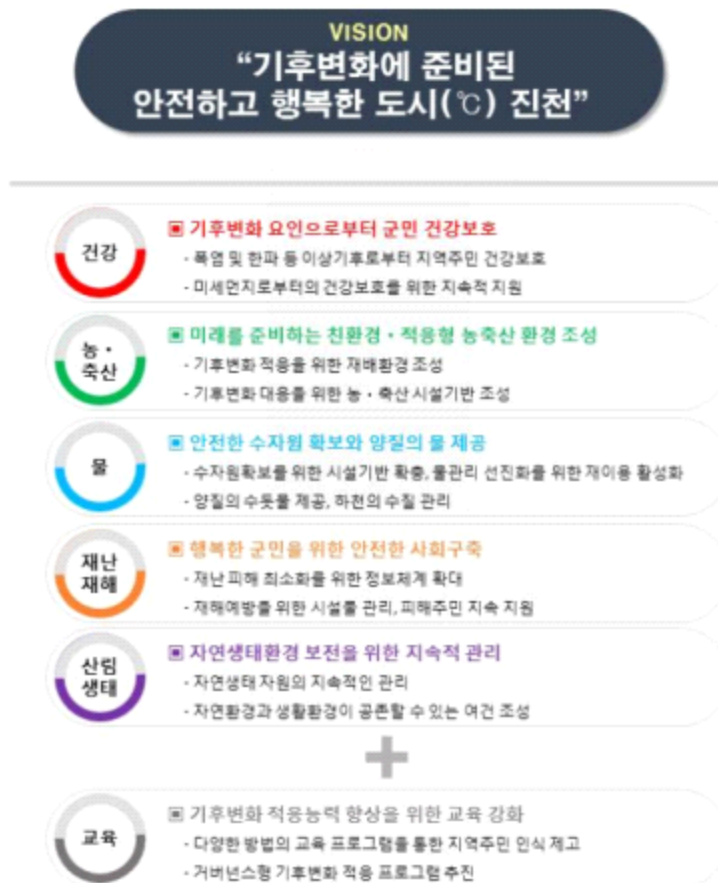 VISION
“기후변화에 준비된
안전하고 행복한 도시(℃) 진천”
건강
▣ 기후변화 요인으로부터 군민 건강보호
- 폭염 및 한파 등 이상기후로부터 지역주민 건강보호
- 미세먼지로부터의 건강보호를 위한 지속적 지원
농・
축산
▣ 미래를 준비하는 친환경・적응형 농축산 환경 조성
- 기후변화 적응을 위한 재배환경 조성
- 기후변화 대응를 위한 농・축산 시설기반 조성
물
▣ 안전한 수자원 확보와 양질의 물 제공
- 수자원확보를 위한 시설기반 확충, 물관리 선진화를 위한 재이용 활성화
- 양질의 수돗물 제공, 하천의 수질 관리
재난
재해
▣ 행복한 군민을 위한 안전한 사회구축
- 재난 피해 최소화를 위한 정보체계 확대
- 재해예방를 위한 시설물 관리, 피해주민 지속 지원
산림
생태
▣ 자연생태환경 보전을 위한 지속적 관리
- 자연생태 자원의 지속적인 관리
- 자연환경과 생활환경이 공존할 수 있는 여건 조성
+
교육
▣ 기후변화 적응능력 향상을 위한 교육 강화
- 다양한 방법의 교육 프로그램을 통한 지역주민 인식 제고
- 거버넌스형 기후변화 적응 프로그램 추진